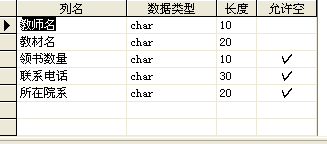 列名 数据类型 长度 允许空
教师名 char 10
教材名 char 20
领书数量 char 10 ✓
联系电话 char 30 ✓
所在院系 char 20 ✓